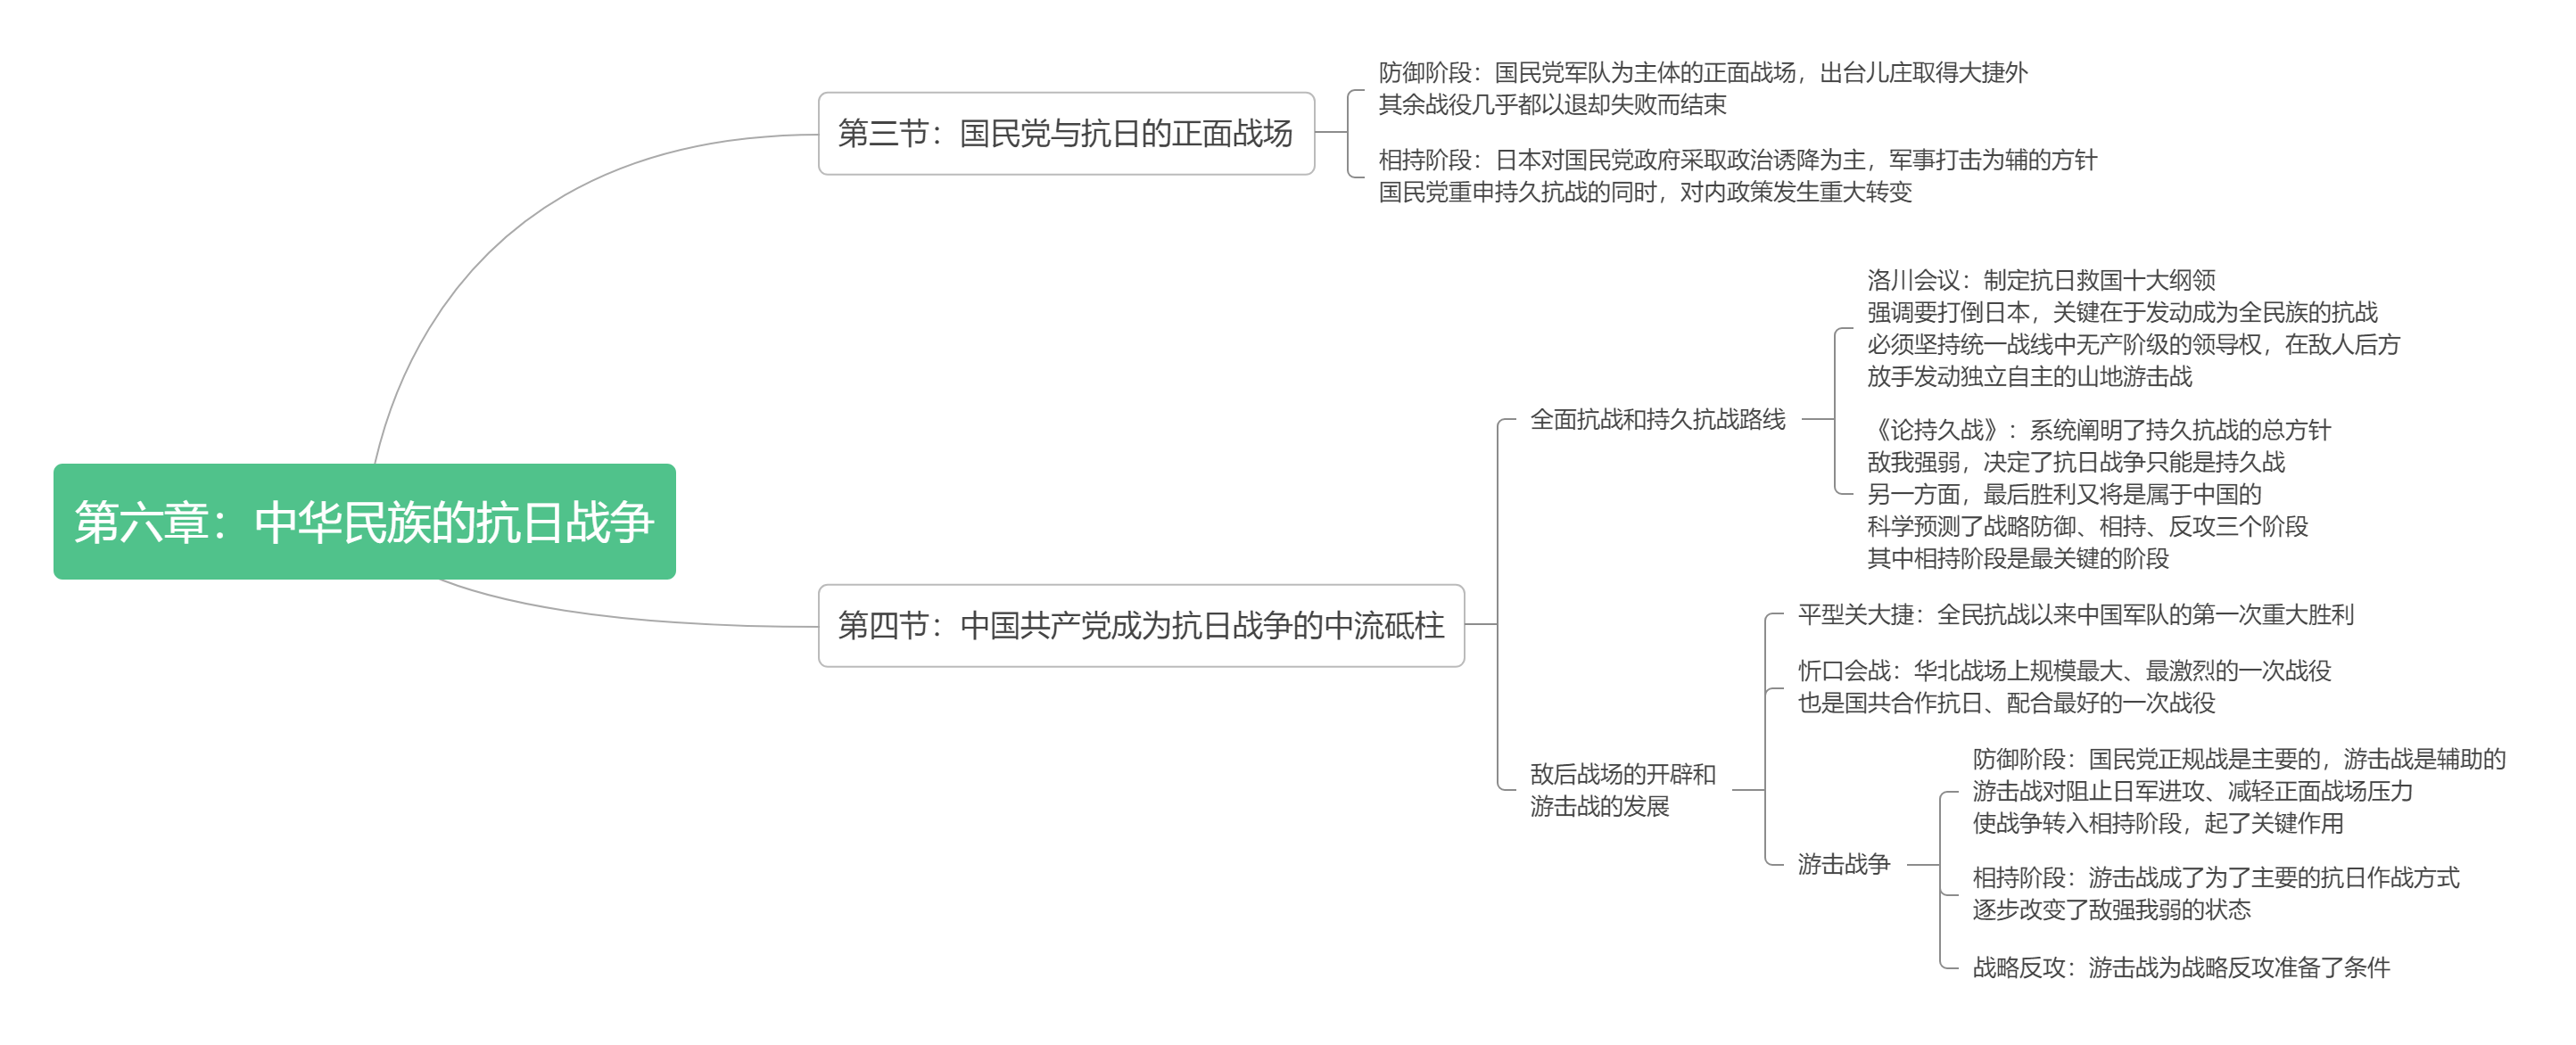 第六章：中华民族的抗日战争
第三节：国民党与抗日的正面战场
防御阶段：国民党军队为主体的正面战场，出台儿庄取得大捷外
其余战役几乎都以退却失败而结束
相持阶段：日本对国民党政府采取政治诱降为主，军事打击为辅的方针
国民党重申持久抗战的同时，对内政策发生重大转变
第四节：中国共产党成为抗日战争的中流砥柱
全面抗战和持久抗战路线
洛川会议：制定抗日救国十大纲领
强调要打倒日本，关键在于发动成为全民族的抗战
必须坚持统一战线中无产阶级的领导权，在敌人后方
放手发动独立自主的山地游击战
《论持久战》：系统阐明了持久抗战的总方针
敌我强弱，决定了抗日战争只能是持久战
另一方面，最后胜利又将是属于中国的
科学预测了战略防御、相持、反攻三个阶段
其中相持阶段是最关键的阶段
敌后战场的开辟和
游击战的发展
平型关大捷：全民抗战以来中国军队的第一次重大胜利
忻口会战：华北战场上规模最大、最激烈的一次战役
也是国共合作抗日、配合最好的一次战役
游击战争
防御阶段：国民党正规战是主要的，游击战是辅助的
游击战对阻止日军进攻、减轻正面战场压力
使战争转入相持阶段，起了关键作用
相持阶段：游击战成了为了主要的抗日作战方式
逐步改变了敌强我弱的状态
战略反攻：游击战为战略反攻准备了条件